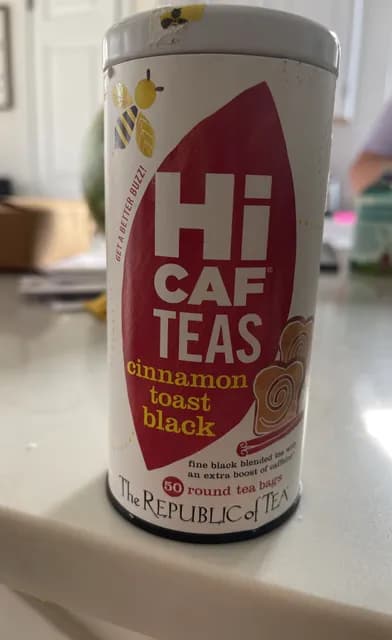 GET A BETTER BUZZ!
Hi
CAF®
TEAS
cinnamon
toast
black
fine black blended tea with
an extra boost of caffeine
50 round tea bags
The REPUBLIC of TEA